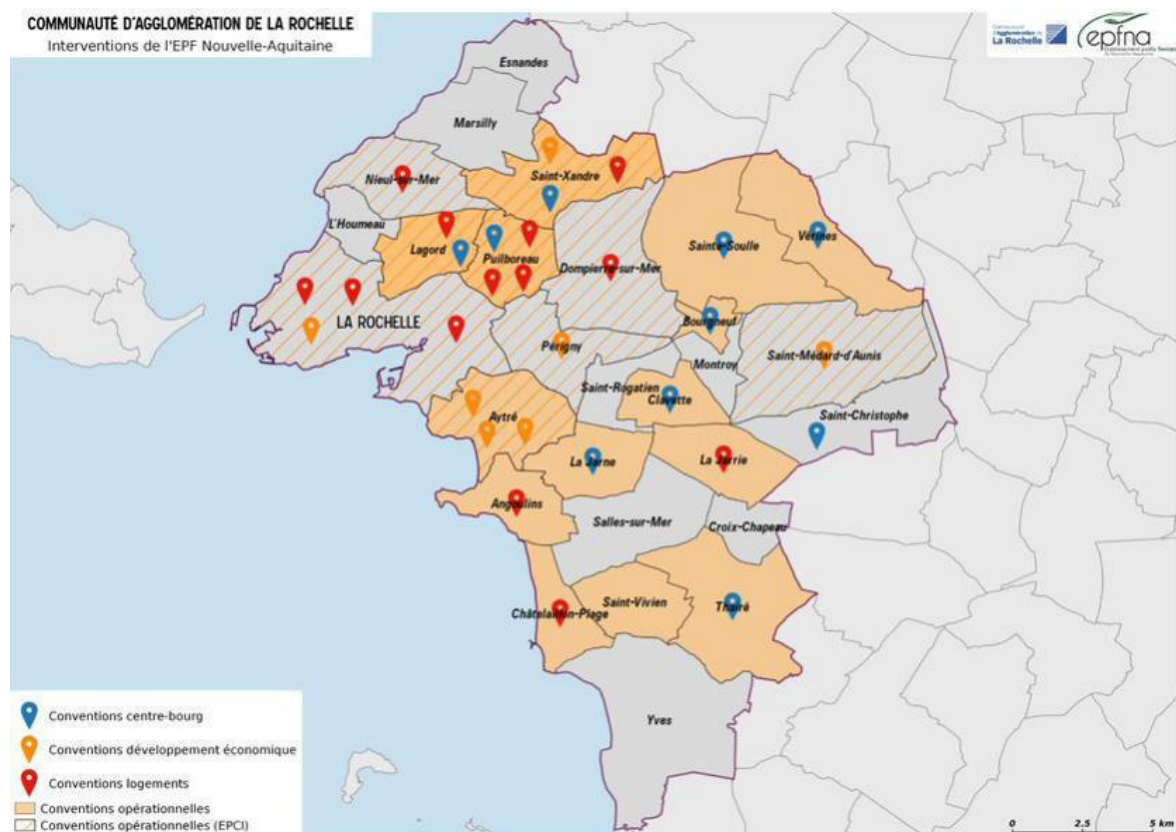 COMMUNAUTÉ D'AGGLOMÉRATION DE LA ROCHELLE
Interventions de l'EPF Nouvelle-Aquitaine
Communauté
d'Agglomération de
La Rochelle
epfna
Esnandes
Marsilly
Nieul-sur-Mer
Saint-Xandre
L'Houmeau
Lagord
Puilboreau
Sainte-Soulle
Vérines
Dompierre-sur-Mer
LA ROCHELLE
Bourgneuf
Périgny
Montroy
Saint-Médard-d'Aunis
Saint-Rogatien
Clavette
Saint-Christophe
Aytré
La Jarne
La Jarrie
Angoulins
Salles-sur-Mer
Croix-Chapeau
Châtelaillon-Plage
Saint-Vivien
Thairé
Yves
Conventions centre-bourg
Conventions développement économique
Conventions logements
Conventions opérationnelles
Conventions opérationnelles (EPCI)
0 2.5 5 km